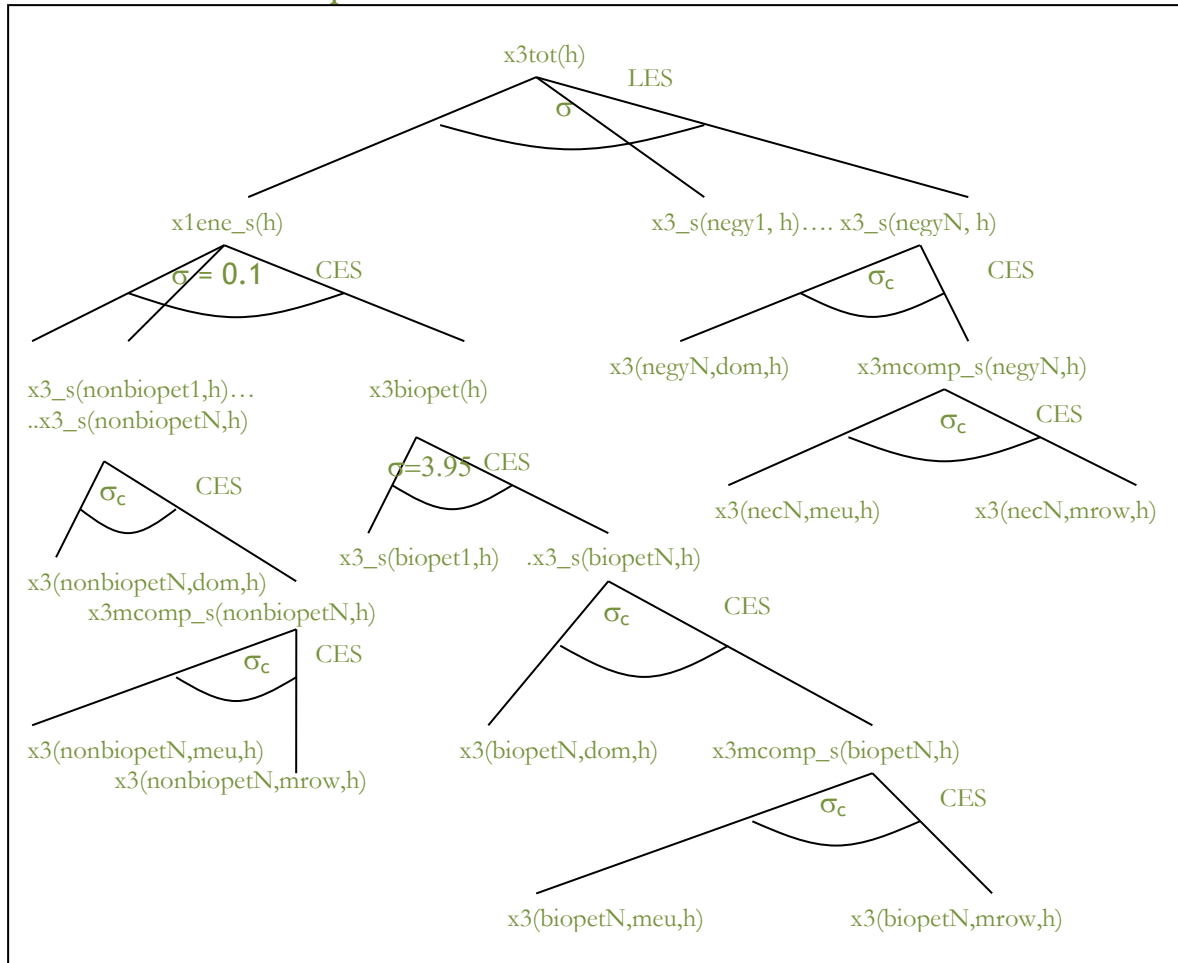 x3tot(h)
LES
σ
x1ene_s(h)
x3_s(negy1, h)…. x3_s(negyN, h)
σ = 0.1
CES
σc
CES
x3_s(nonbiopet1,h)…
..x3_s(nonbiopetN,h)
x3biopet(h)
x3(negyN,dom,h)
x3mcomp_s(negyN,h)
σc
CES
σc
CES
σ=3.95
CES
x3(necN,meu,h)
x3(necN,mrow,h)
x3_s(biopet1,h)
.x3_s(biopetN,h)
x3(nonbiopetN,dom,h)
x3mcomp_s(nonbiopetN,h)
σc
CES
σc
CES
x3(nonbiopetN,meu,h)
x3(nonbiopetN,mrow,h)
x3(biopetN,dom,h)
x3mcomp_s(biopetN,h)
σc
CES
x3(biopetN,meu,h)
x3(biopetN,mrow,h)